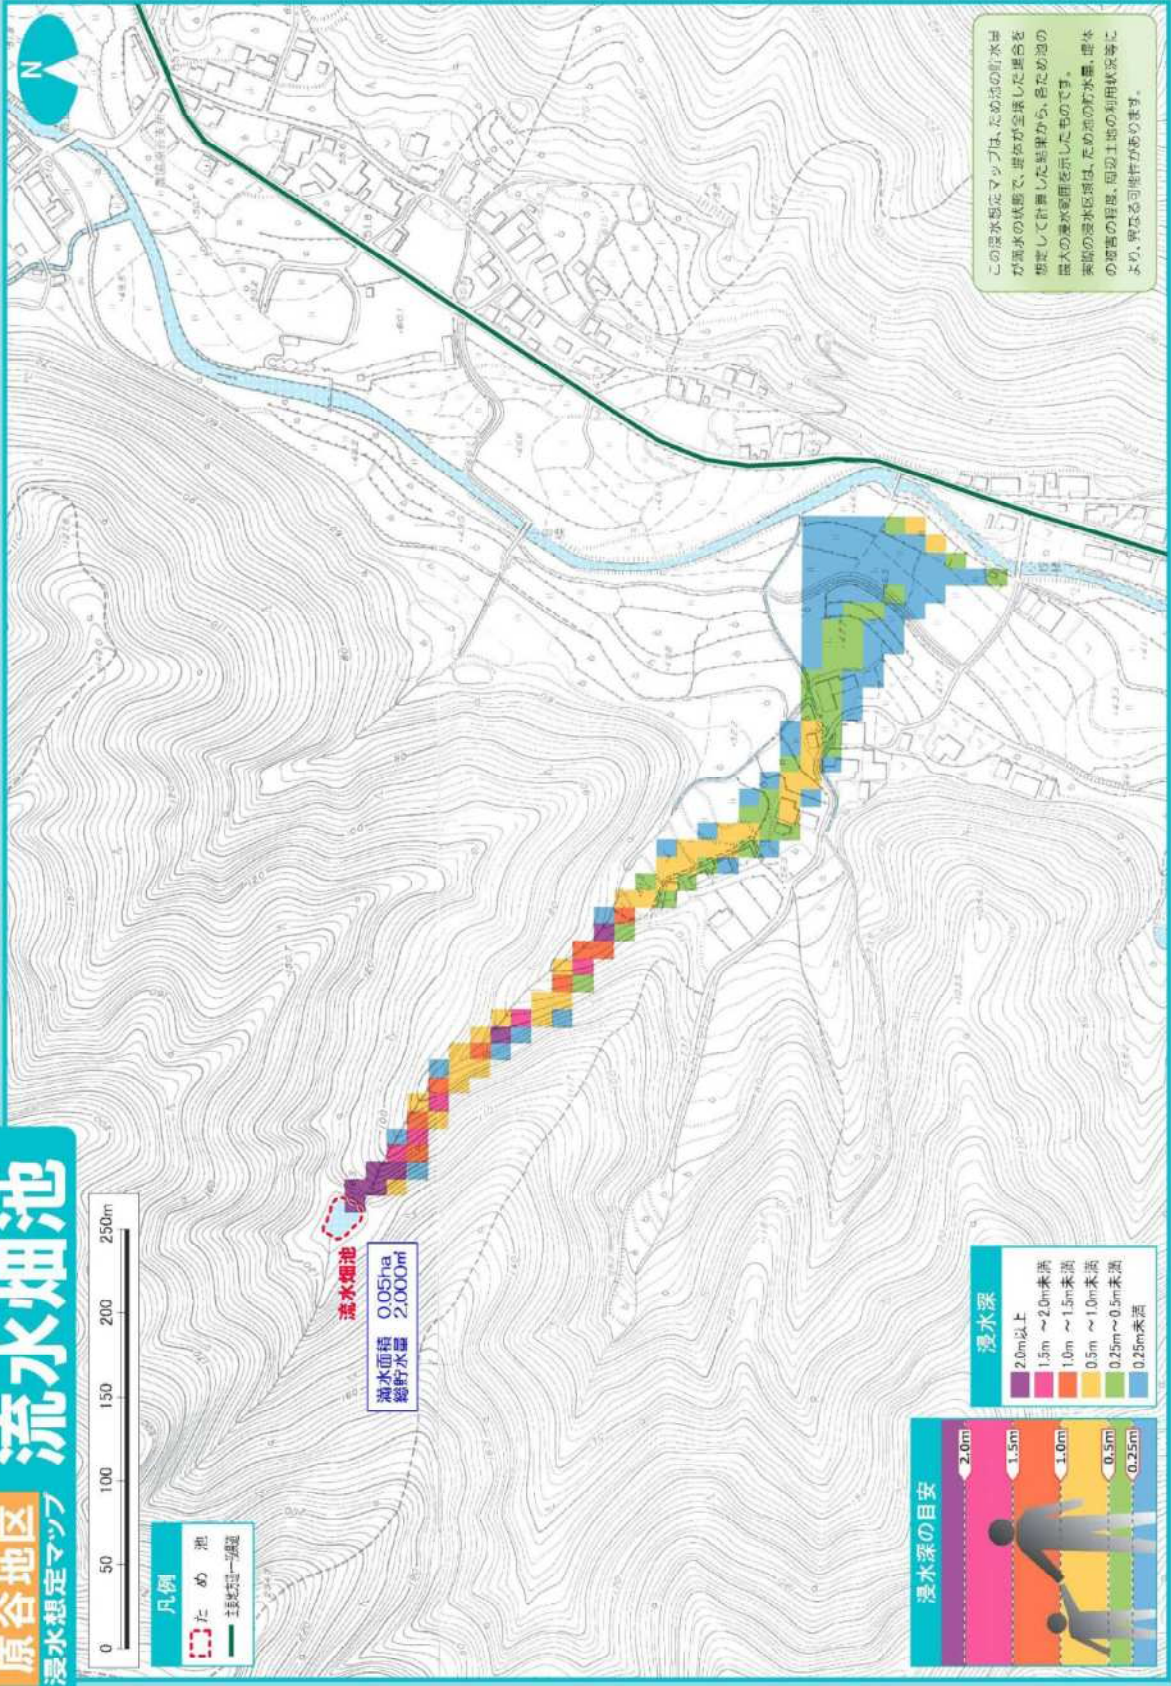 原谷地区
浸水想定マップ
流水畑池
N
0 50 100 150 200 250m
凡例
ため池
主要地方道・一般県道
流水畑池
満水面積 0.05ha
総貯水量 2,000㎥
この浸水想定マップは、ため池の貯水量
が満水の状態で、堤体が全壊した場合を
想定して計算した結果から、各ため池の
最大の浸水範囲を示したものです。
実際の浸水区域は、ため池の貯水量、堤体
の被害の程度、周辺土地の利用状況等に
より、異なる可能性があります。
浸水深の目安
2.0m
1.5m
1.0m
0.5m
0.25m
浸水深
2.0m以上
1.5m ～2.0m未満
1.0m ～1.5m未満
0.5m ～1.0m未満
0.25m～0.5m未満
0.25m未満